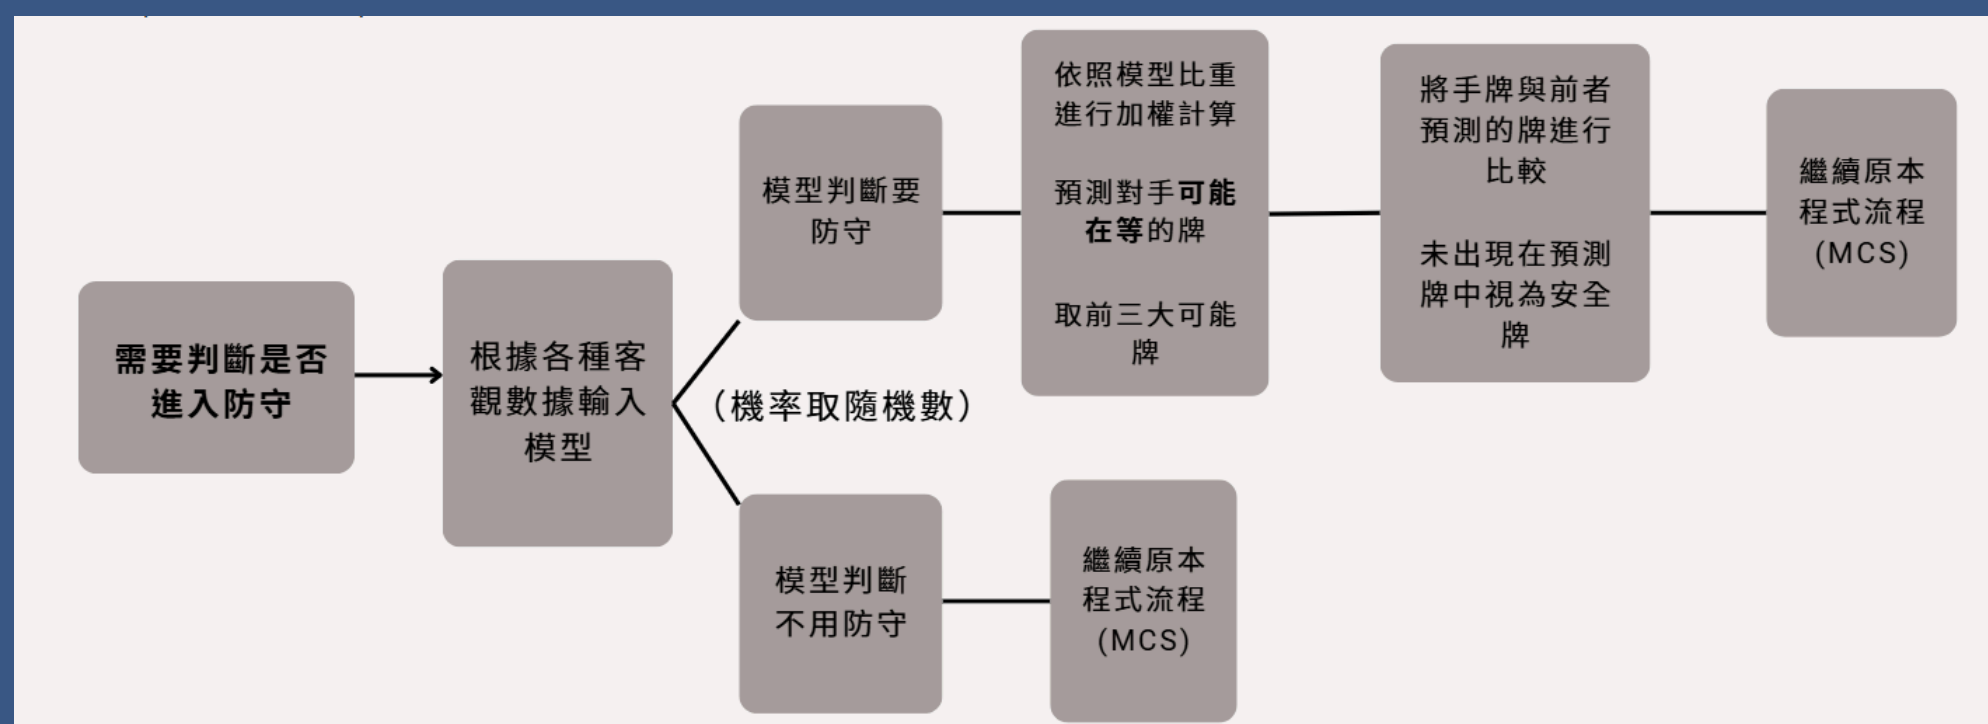 需要判斷是否
進入防守
根據各種客
觀數據輸入
模型
(機率取隨機數)
模型判斷要
防守
依照模型比重
進行加權計算
預測對手可能
在等的牌
取前三大可能
牌
將手牌與前者
預測的牌進行
比較
未出現在預測
牌中視為安全
牌
繼續原本
程式流程
(MCS)
模型判斷
不用防守
繼續原本
程式流程
(MCS)